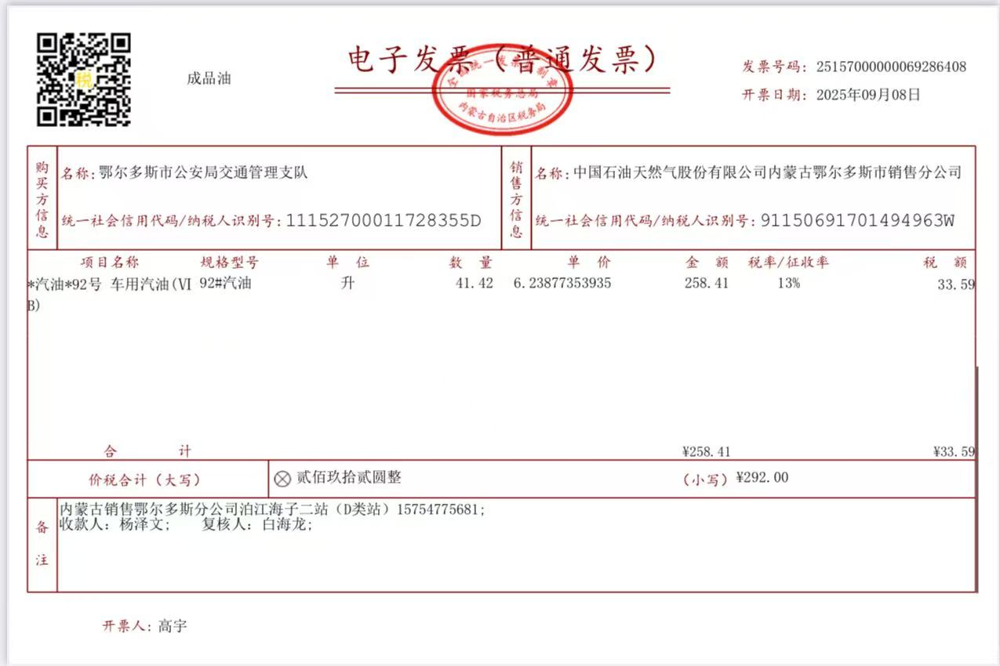 税
成品油
电子发票（普通发票）
全国统一发票监制章
国家税务总局
内蒙古自治区税务局
发票号码：25157000000069286408
开票日期：2025年09月08日
购买方信息
名称：鄂尔多斯市公安局交通管理支队
统一社会信用代码/纳税人识别号：11152700011728355D
销售方信息
名称：中国石油天然气股份有限公司内蒙古鄂尔多斯市销售分公司
统一社会信用代码/纳税人识别号：91150691701494963W
项目名称 规格型号 单 位 数 量 单 价 金 额 税率/征收率 税 额
*汽油*92号 车用汽油(VI 92#汽油 升 41.42 6.23877353935 258.41 13% 33.59
B)
合 计 ¥258.41 ¥33.59
价税合计（大写） 贰佰玖拾贰圆整 （小写）¥292.00
备注
内蒙古销售鄂尔多斯分公司泊江海子二站（D类站）15754775681;
收款人：杨泽文; 复核人：白海龙;
开票人：高宇